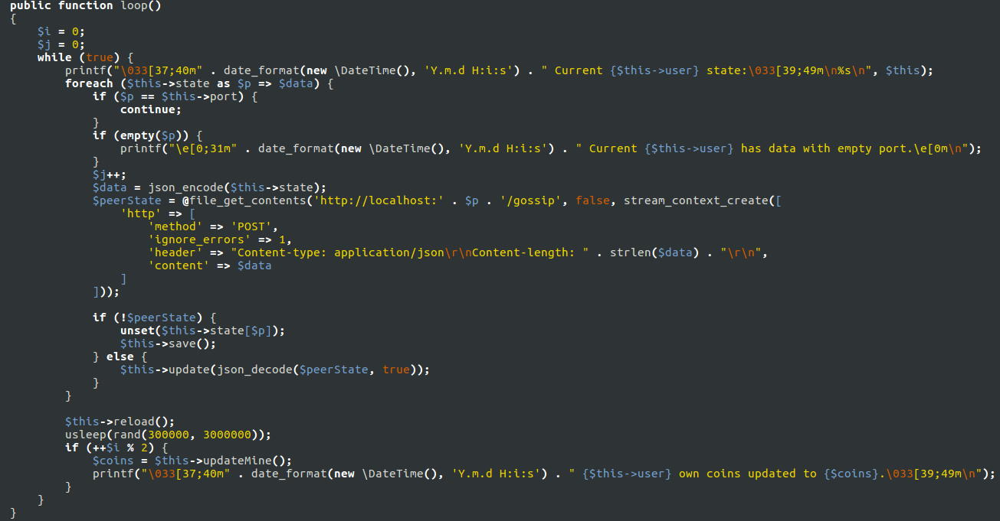 public function loop()
{
    $i = 0;
    $j = 0;
    while (true) {
        printf("\033[37;40m" . date_format(new \DateTime(), 'Y.m.d H:i:s') . " Current {$this->user} state:\033[39;49m\n%s\n", $this);
        foreach ($this->state as $p => $data) {
            if ($p == $this->port) {
                continue;
            }
            if (empty($p)) {
                printf("\e[0;31m" . date_format(new \DateTime(), 'Y.m.d H:i:s') . " Current {$this->user} has data with empty port.\e[0m\n");
            }
            $j++;
            $data = json_encode($this->state);
            $peerState = @file_get_contents('http://localhost:' . $p . '/gossip', false, stream_context_create([
                'http' => [
                    'method' => 'POST',
                    'ignore_errors' => 1,
                    'header' => "Content-type: application/json\r\nContent-length: " . strlen($data) . "\r\n",
                    'content' => $data
                ]
            ]));

            if (!$peerState) {
                unset($this->state[$p]);
                $this->save();
            } else {
                $this->update(json_decode($peerState, true));
            }
        }

        $this->reload();
        usleep(rand(300000, 3000000));
        if (++$i % 2) {
            $coins = $this->updateMine();
            printf("\033[37;40m" . date_format(new \DateTime(), 'Y.m.d H:i:s') . " {$this->user} own coins updated to {$coins}.\033[39;49m\n");
        }
    }
}